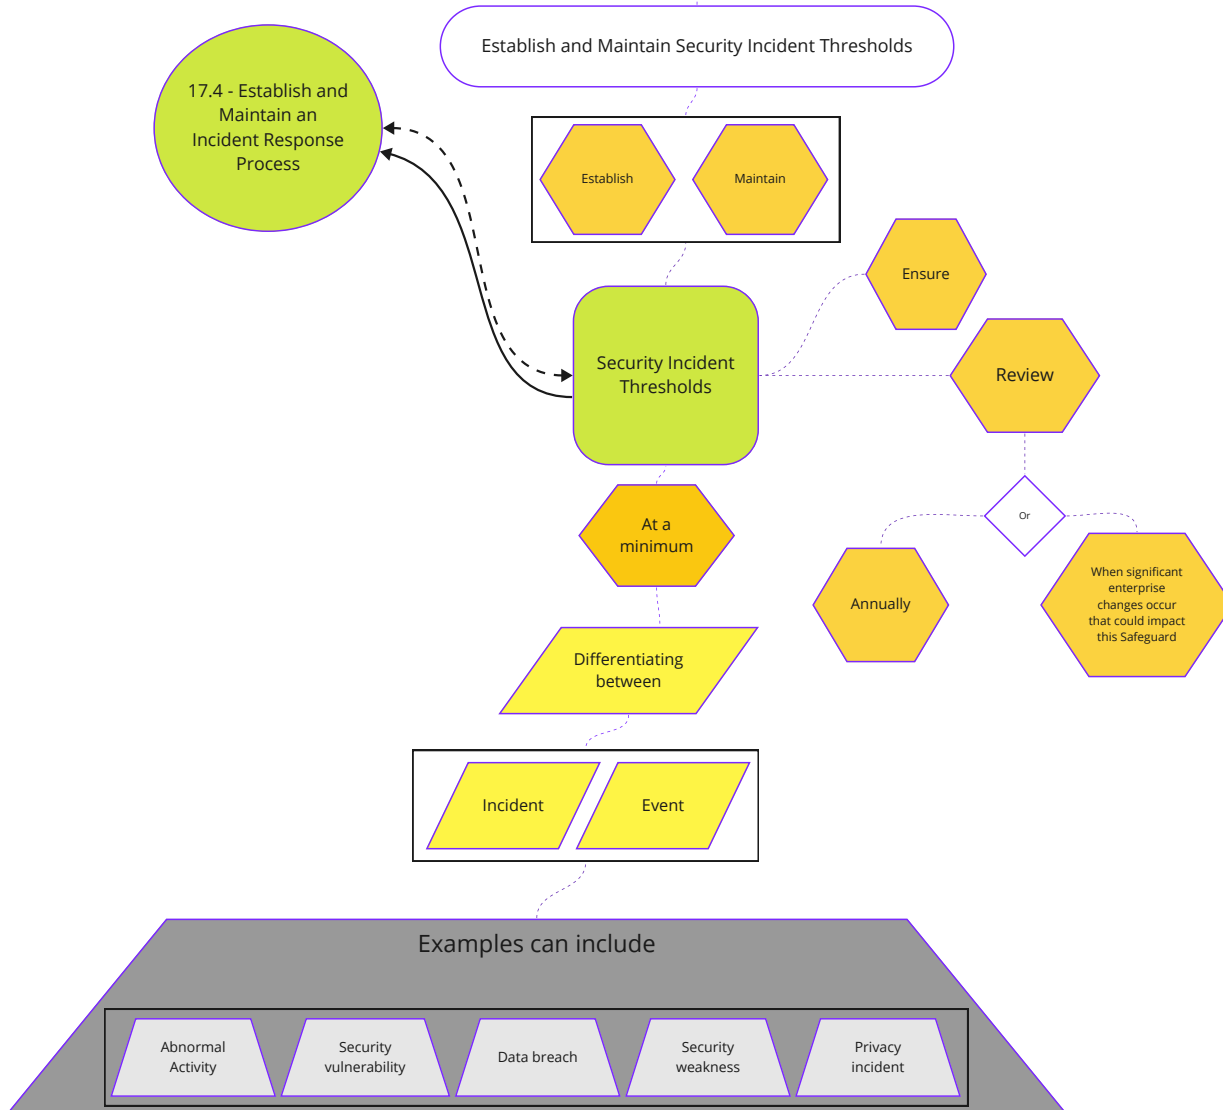 Establish and Maintain Security Incident Thresholds
17.4 - Establish and
Maintain an
Incident Response
Process
Establish
Maintain
Ensure
Security Incident
Thresholds
Review
At a
minimum
Or
Annually
When significant
enterprise
changes occur
that could impact
this Safeguard
Differentiating
between
Incident
Event
Examples can include
Abnormal
Activity
Security
vulnerability
Data breach
Security
weakness
Privacy
incident